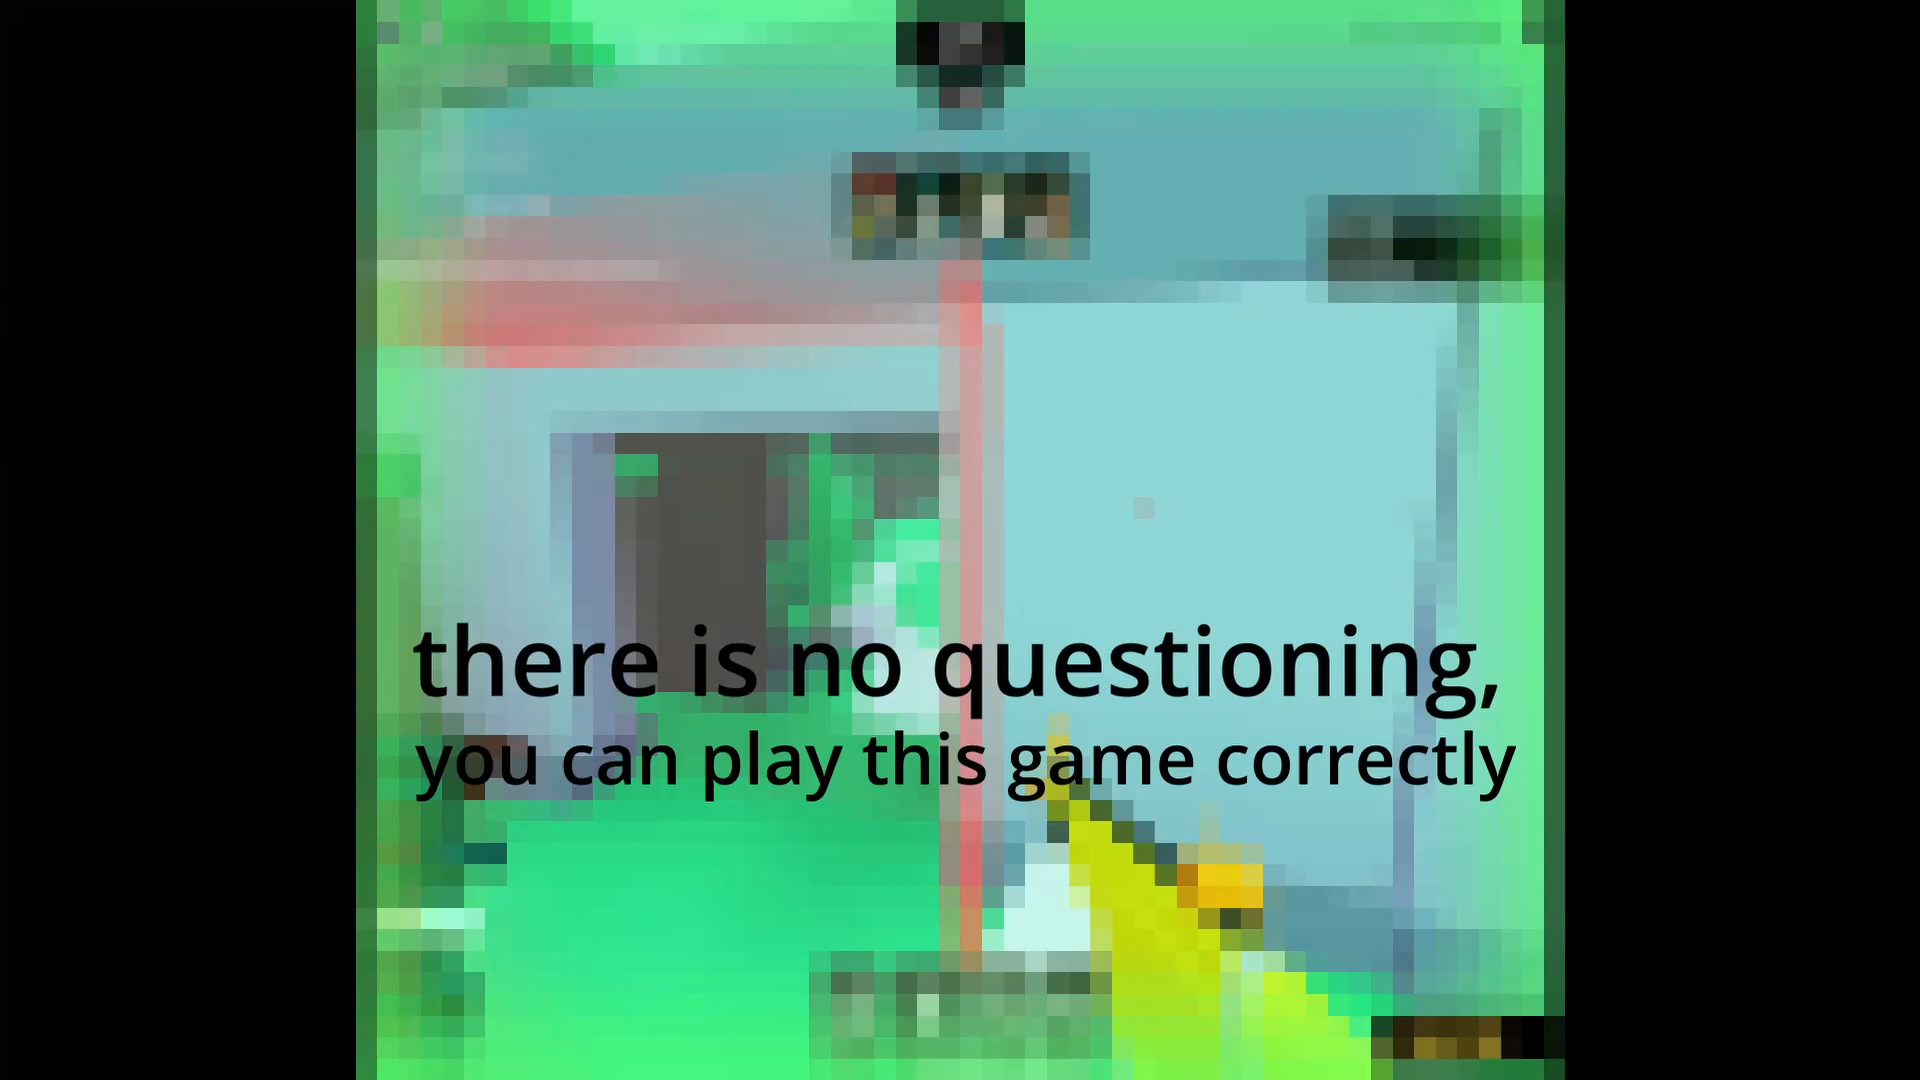 there is no questioning,
you can play this game correctly